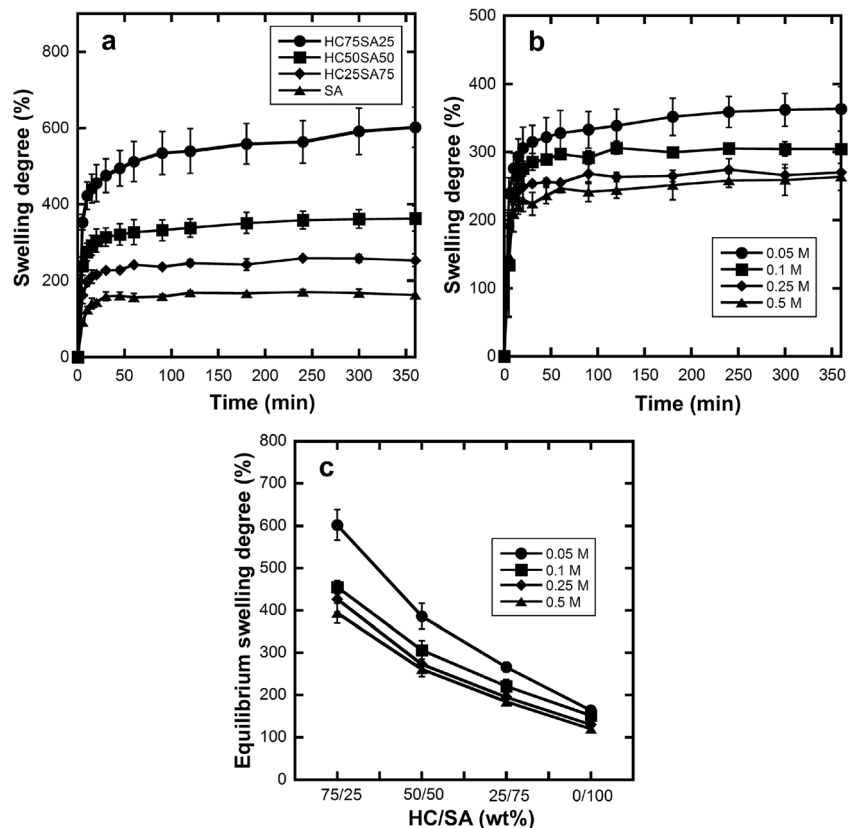 a
HC75SA25
HC50SA50
HC25SA75
SA
Swelling degree (%)
800
600
400
200
0
0 50 100 150 200 250 300 350
Time (min)
b
Swelling degree (%)
500
400
300
200
100
0
0.05 M
0.1 M
0.25 M
0.5 M
0 50 100 150 200 250 300 350
Time (min)
c
Equilibrium swelling degree (%)
800
700
600
500
400
300
200
100
0
0.05 M
0.1 M
0.25 M
0.5 M
75/25 50/50 25/75 0/100
HC/SA (wt%)